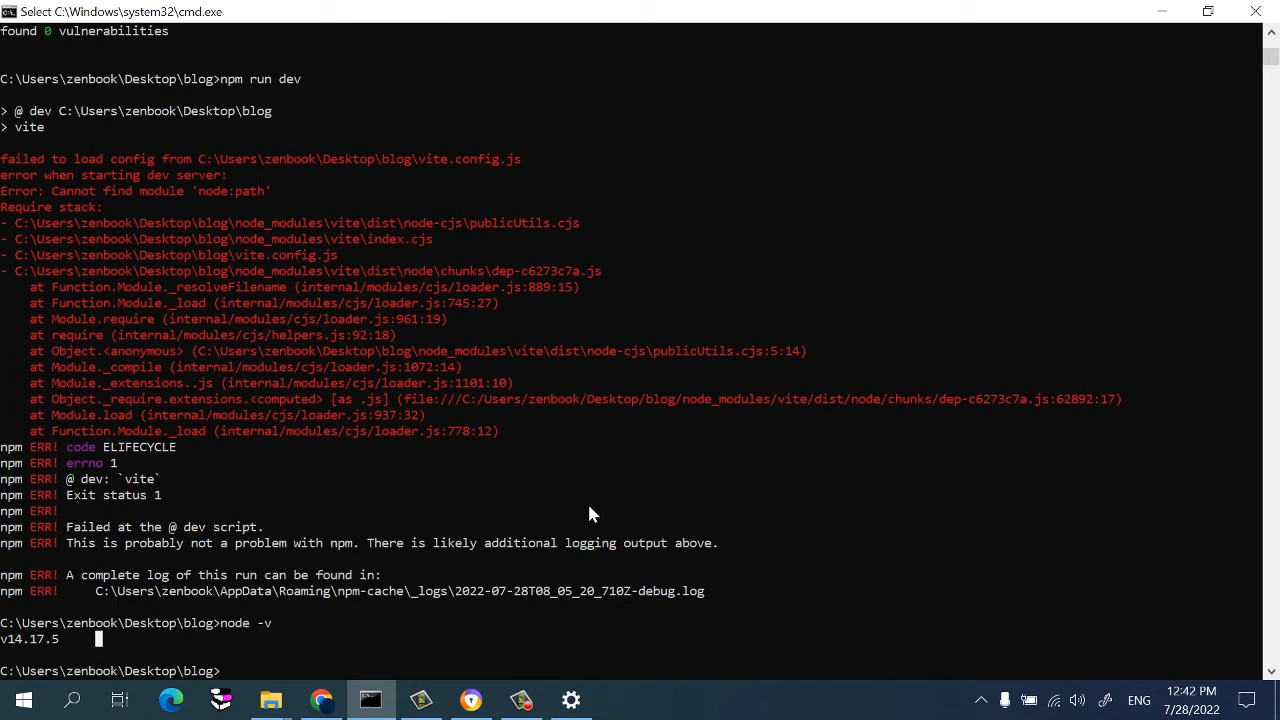 Select C:\Windows\system32\cmd.exe
found 0 vulnerabilities
C:\Users\zenbook\Desktop\blog>npm run dev
> @ dev C:\Users\zenbook\Desktop\blog
> vite
failed to load config from C:\Users\zenbook\Desktop\blog\vite.config.js
error when starting dev server:
Error: Cannot find module 'node:path'
Require stack:
- C:\Users\zenbook\Desktop\blog\node_modules\vite\dist\node-cjs\publicUtils.cjs
- C:\Users\zenbook\Desktop\blog\node_modules\vite\index.cjs
- C:\Users\zenbook\Desktop\blog\vite.config.js
- C:\Users\zenbook\Desktop\blog\node_modules\vite\dist\node\chunks\dep-c6273c7a.js
    at Function.Module._resolveFilename (internal/modules/cjs/loader.js:889:15)
    at Function.Module._load (internal/modules/cjs/loader.js:745:27)
    at Module.require (internal/modules/cjs/loader.js:961:19)
    at require (internal/modules/cjs/helpers.js:92:18)
    at Object.<anonymous> (C:\Users\zenbook\Desktop\blog\node_modules\vite\dist\node-cjs\publicUtils.cjs:5:14)
    at Module._compile (internal/modules/cjs/loader.js:1072:14)
    at Module._extensions..js (internal/modules/cjs/loader.js:1101:10)
    at Object._require.extensions.<computed> [as .js] (file:///C:/Users/zenbook/Desktop/blog/node_modules/vite/dist/node/chunks/dep-c6273c7a.js:62892:17)
    at Module.load (internal/modules/cjs/loader.js:937:32)
    at Function.Module._load (internal/modules/cjs/loader.js:778:12)
npm ERR! code ELIFECYCLE
npm ERR! errno 1
npm ERR! @ dev: `vite`
npm ERR! Exit status 1
npm ERR!
npm ERR! Failed at the @ dev script.
npm ERR! This is probably not a problem with npm. There is likely additional logging output above.
npm ERR! A complete log of this run can be found in:
npm ERR!     C:\Users\zenbook\AppData\Roaming\npm-cache\_logs\2022-07-28T08_05_20_710Z-debug.log
C:\Users\zenbook\Desktop\blog>node -v
v14.17.5
C:\Users\zenbook\Desktop\blog>
ENG
12:42 PM
7/28/2022